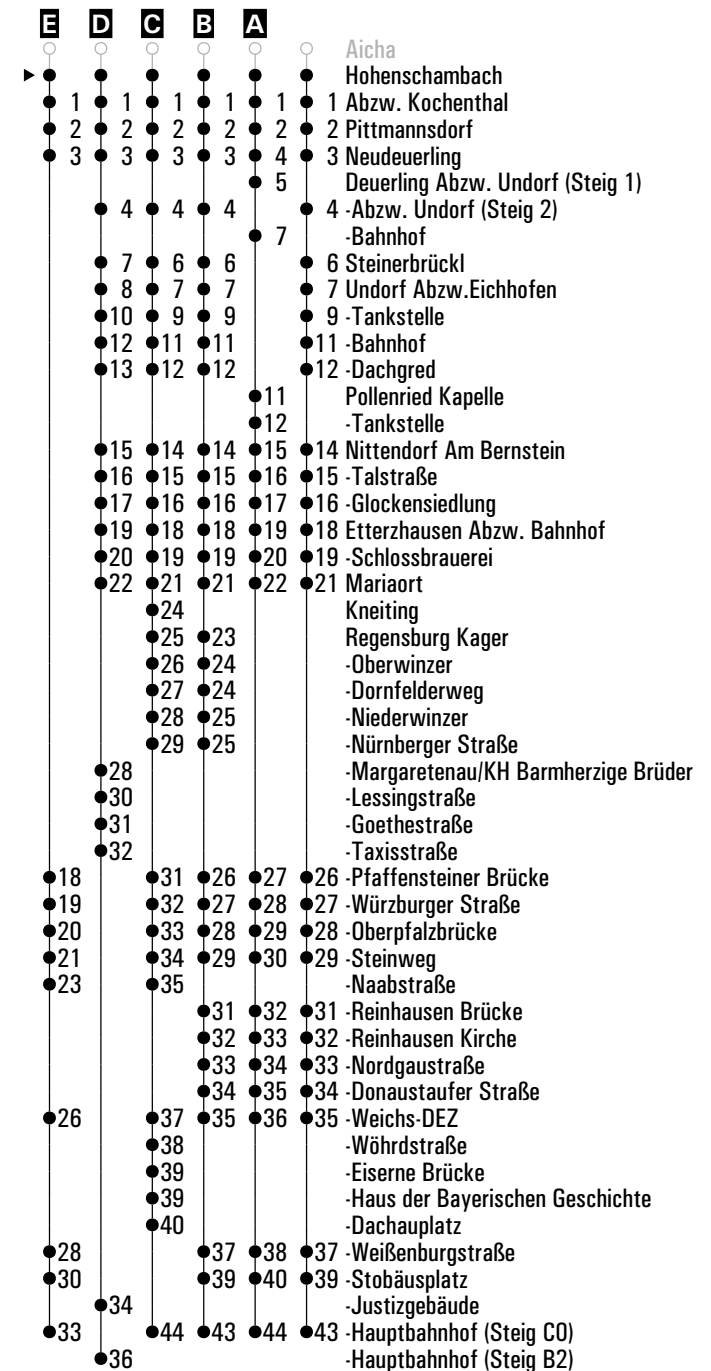 E D C B A
Aicha
Hohenschambach
1 1 1 1 1 1 Abzw. Kochenthal
2 2 2 2 2 2 Pittmannsdorf
3 3 3 3 4 3 Neudeuerling
5 Deuerling Abzw. Undorf (Steig 1)
4 4 4 4 -Abzw. Undorf (Steig 2)
7 -Bahnhof
7 6 6 6 Steinerbrückl
8 7 7 7 Undorf Abzw.Eichhofen
10 9 9 9 -Tankstelle
12 11 11 11 -Bahnhof
13 12 12 12 -Dachgred
11 Pollenried Kapelle
12 -Tankstelle
15 14 14 15 14 Nittendorf Am Bernstein
16 15 15 16 15 -Talstraße
17 16 16 17 16 -Glockensiedlung
19 18 18 19 18 Etterzhausen Abzw. Bahnhof
20 19 19 20 19 -Schlossbrauerei
22 21 21 22 21 Mariaort
24 Kneiting
25 23 Regensburg Kager
26 24 -Oberwinzer
27 24 -Dornfelderweg
28 25 -Niederwinzer
29 25 -Nürnberger Straße
28 -Margaretenau/KH Barmherzige Brüder
30 -Lessingstraße
31 -Goethestraße
32 -Taxisstraße
18 31 26 27 26 -Pfaffensteiner Brücke
19 32 27 28 27 -Würzburger Straße
20 33 28 29 28 -Oberpfalzbrücke
21 34 29 30 29 -Steinweg
23 35 -Naabstraße
31 32 31 -Reinhausen Brücke
32 33 32 -Reinhausen Kirche
33 34 33 -Nordgaustraße
34 35 34 -Donaustaufer Straße
26 37 35 36 35 -Weichs-DEZ
38 -Wöhrdstraße
39 -Eiserne Brücke
39 -Haus der Bayerischen Geschichte
40 -Dachauplatz
28 37 38 37 -Weißenburgstraße
30 39 40 39 -Stobäusplatz
34 -Justizgebäude
33 44 43 44 43 -Hauptbahnhof (Steig C0)
36 -Hauptbahnhof (Steig B2)